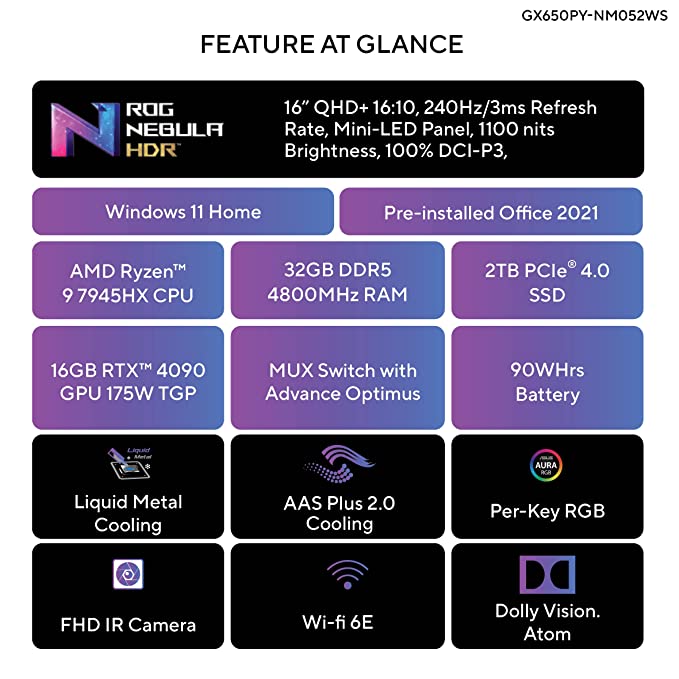 GX650PY-NM052WS
FEATURE AT GLANCE
ROG
NEBULA
HDR™
16” QHD+ 16:10, 240Hz/3ms Refresh
Rate, Mini-LED Panel, 1100 nits
Brightness, 100% DCI-P3,
Windows 11 Home
Pre-installed Office 2021
AMD Ryzen™
9 7945HX CPU
32GB DDR5
4800MHz RAM
2TB PCIe® 4.0
SSD
16GB RTX™ 4090
GPU 175W TGP
MUX Switch with
Advance Optimus
90WHrs
Battery
Liquid
Metal
Liquid Metal
Cooling
AAS Plus 2.0
Cooling
ASUS
AURA
RGB
Per-Key RGB
FHD IR Camera
Wi-fi 6E
Dolly Vision.
Atom